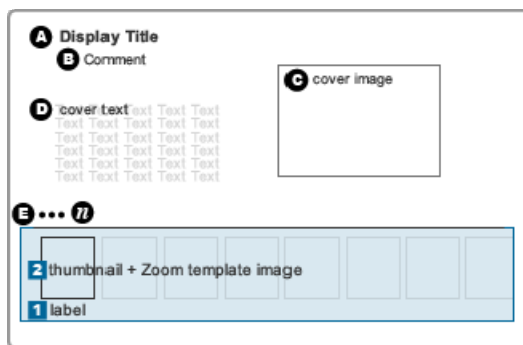 A Display Title
B Comment
C cover image
D cover text
Text Text Text Text Text
Text Text Text Text Text
Text Text Text Text Text
Text Text Text Text Text
Text Text Text Text Text
Text Text Text Text Text
E ••• n
2 thumbnail + Zoom template image
1 label